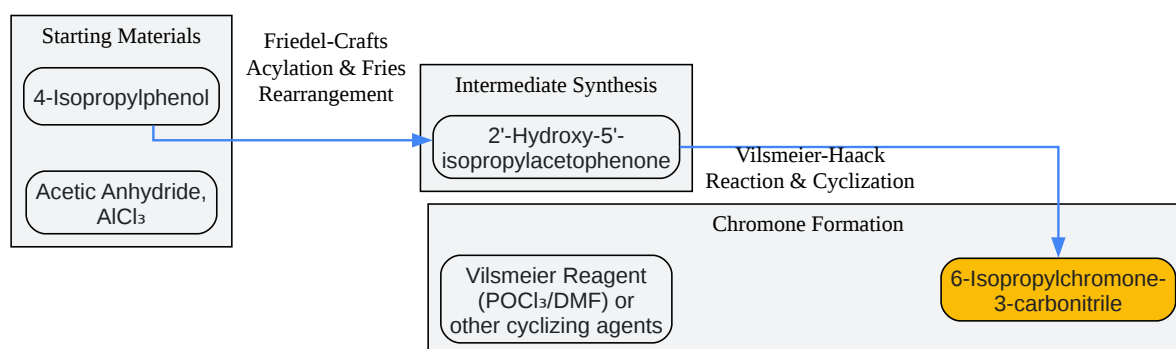 Starting Materials
4-Isopropylphenol
Acetic Anhydride,
AlCl₃
Friedel-Crafts
Acylation & Fries
Rearrangement
Intermediate Synthesis
2'-Hydroxy-5'-
isopropylacetophenone
Vilsmeier-Haack
Reaction & Cyclization
Chromone Formation
Vilsmeier Reagent
(POCl₃/DMF) or
other cyclizing agents
6-Isopropylchromone-
3-carbonitrile